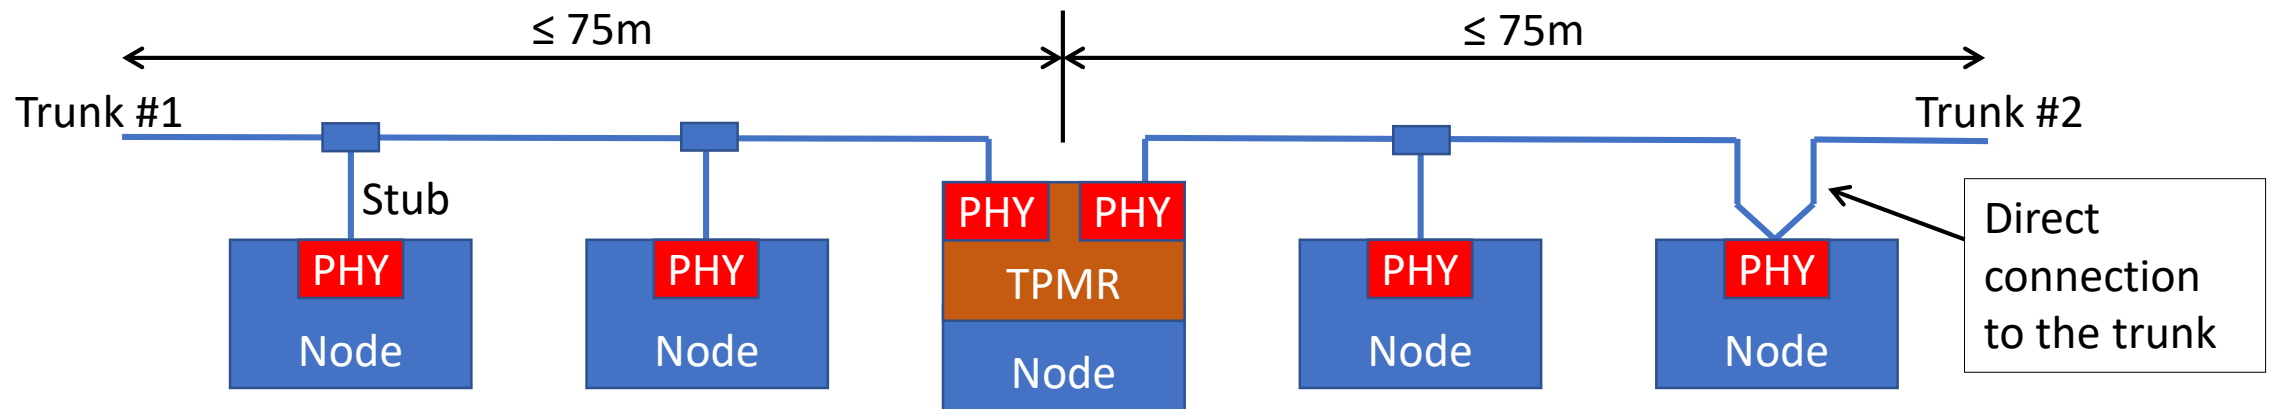 ≤ 75m
≤ 75m
Trunk #1
Trunk #2
Stub
PHY
PHY
PHY
PHY
PHY
PHY
TPMR
Node
Node
Node
Node
Node
Direct
connection
to the trunk